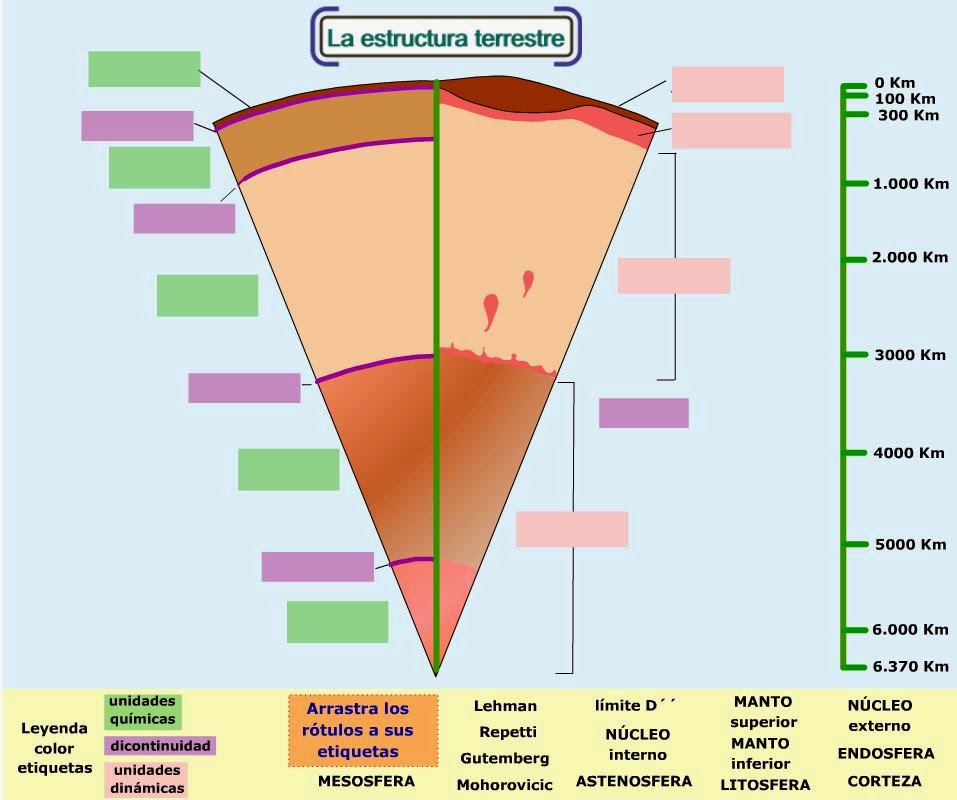 La estructura terrestre
0 Km
100 Km
300 Km
1.000 Km
2.000 Km
3000 Km
4000 Km
5000 Km
6.000 Km
6.370 Km
Leyenda
color
etiquetas
unidades
químicas
dicontinuidad
unidades
dinámicas
Arrastra los
rótulos a sus
etiquetas
MESOSFERA
Lehman
Repetti
Gutemberg
Mohorovicic
límite D´´
NÚCLEO
interno
ASTENOSFERA
MANTO
superior
MANTO
inferior
LITOSFERA
NÚCLEO
externo
ENDOSFERA
CORTEZA